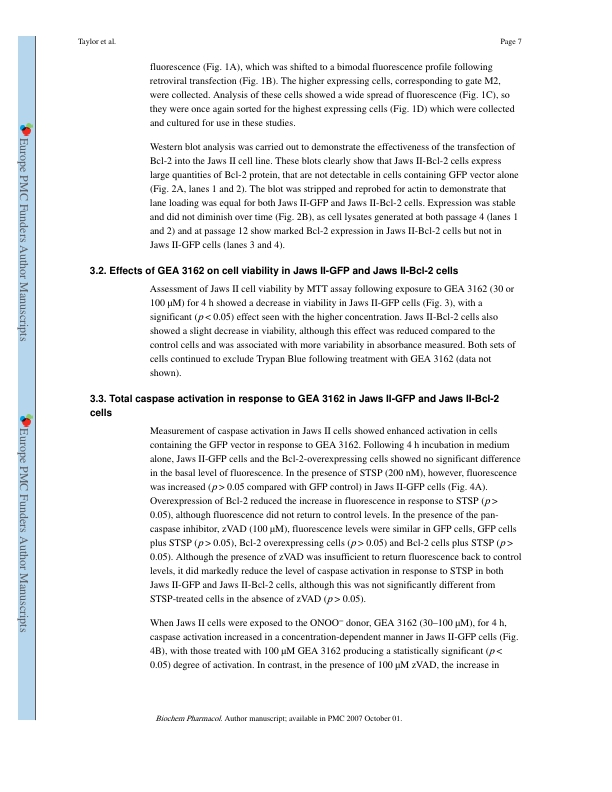 Taylor et al.
Page 7
fluorescence (Fig. 1A), which was shifted to a bimodal fluorescence profile following
retroviral transfection (Fig. 1B). The higher expressing cells, corresponding to gate M2,
were collected. Analysis of these cells showed a wide spread of fluorescence (Fig. 1C), so
they were once again sorted for the highest expressing cells (Fig. 1D) which were collected
and cultured for use in these studies.
Western blot analysis was carried out to demonstrate the effectiveness of the transfection of
Bcl-2 into the Jaws II cell line. These blots clearly show that Jaws II-Bcl-2 cells express
large quantities of Bcl-2 protein, that are not detectable in cells containing GFP vector alone
(Fig. 2A, lanes 1 and 2). The blot was stripped and reprobed for actin to demonstrate that
lane loading was equal for both Jaws II-GFP and Jaws II-Bcl-2 cells. Expression was stable
and did not diminish over time (Fig. 2B), as cell lysates generated at both passage 4 (lanes 1
and 2) and at passage 12 show marked Bcl-2 expression in Jaws II-Bcl-2 cells but not in
Jaws II-GFP cells (lanes 3 and 4).
3.2. Effects of GEA 3162 on cell viability in Jaws II-GFP and Jaws II-Bcl-2 cells
Assessment of Jaws II cell viability by MTT assay following exposure to GEA 3162 (30 or
100 μM) for 4 h showed a decrease in viability in Jaws II-GFP cells (Fig. 3), with a
significant (p < 0.05) effect seen with the higher concentration. Jaws II-Bcl-2 cells also
showed a slight decrease in viability, although this effect was reduced compared to the
control cells and was associated with more variability in absorbance measured. Both sets of
cells continued to exclude Trypan Blue following treatment with GEA 3162 (data not
shown).
3.3. Total caspase activation in response to GEA 3162 in Jaws II-GFP and Jaws II-Bcl-2
cells
Measurement of caspase activation in Jaws II cells showed enhanced activation in cells
containing the GFP vector in response to GEA 3162. Following 4 h incubation in medium
alone, Jaws II-GFP cells and the Bcl-2-overexpressing cells showed no significant difference
in the basal level of fluorescence. In the presence of STSP (200 nM), however, fluorescence
was increased (p > 0.05 compared with GFP control) in Jaws II-GFP cells (Fig. 4A).
Overexpression of Bcl-2 reduced the increase in fluorescence in response to STSP (p >
0.05), although fluorescence did not return to control levels. In the presence of the pan-
caspase inhibitor, zVAD (100 μM), fluorescence levels were similar in GFP cells, GFP cells
plus STSP (p > 0.05), Bcl-2 overexpressing cells (p > 0.05) and Bcl-2 cells plus STSP (p >
0.05). Although the presence of zVAD was insufficient to return fluorescence back to control
levels, it did markedly reduce the level of caspase activation in response to STSP in both
Jaws II-GFP and Jaws II-Bcl-2 cells, although this was not significantly different from
STSP-treated cells in the absence of zVAD (p > 0.05).
When Jaws II cells were exposed to the ONOO⁻ donor, GEA 3162 (30–100 μM), for 4 h,
caspase activation increased in a concentration-dependent manner in Jaws II-GFP cells (Fig.
4B), with those treated with 100 μM GEA 3162 producing a statistically significant (p <
0.05) degree of activation. In contrast, in the presence of 100 μM zVAD, the increase in
Biochem Pharmacol. Author manuscript; available in PMC 2007 October 01.
Europe PMC Funders Author Manuscripts
Europe PMC Funders Author Manuscripts